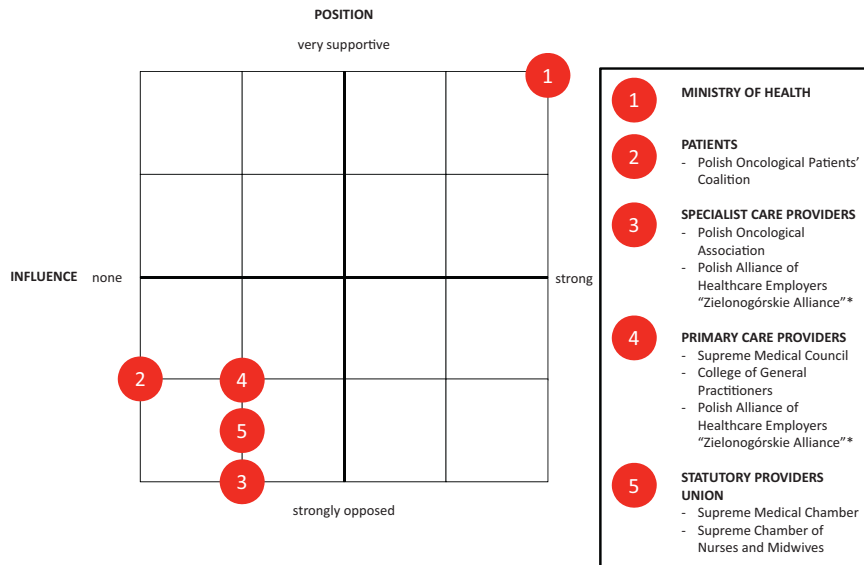 POSITION
very supportive
1
INFLUENCE none
strong
2
4
5
3
strongly opposed
1 MINISTRY OF HEALTH
2 PATIENTS
- Polish Oncological Patients’
Coalition
3 SPECIALIST CARE PROVIDERS
- Polish Oncological
Association
- Polish Alliance of
Healthcare Employers
“Zielonogórskie Alliance”*
4 PRIMARY CARE PROVIDERS
- Supreme Medical Council
- College of General
Practitioners
- Polish Alliance of
Healthcare Employers
“Zielonogórskie Alliance”*
5 STATUTORY PROVIDERS
UNION
- Supreme Medical Chamber
- Supreme Chamber of
Nurses and Midwives